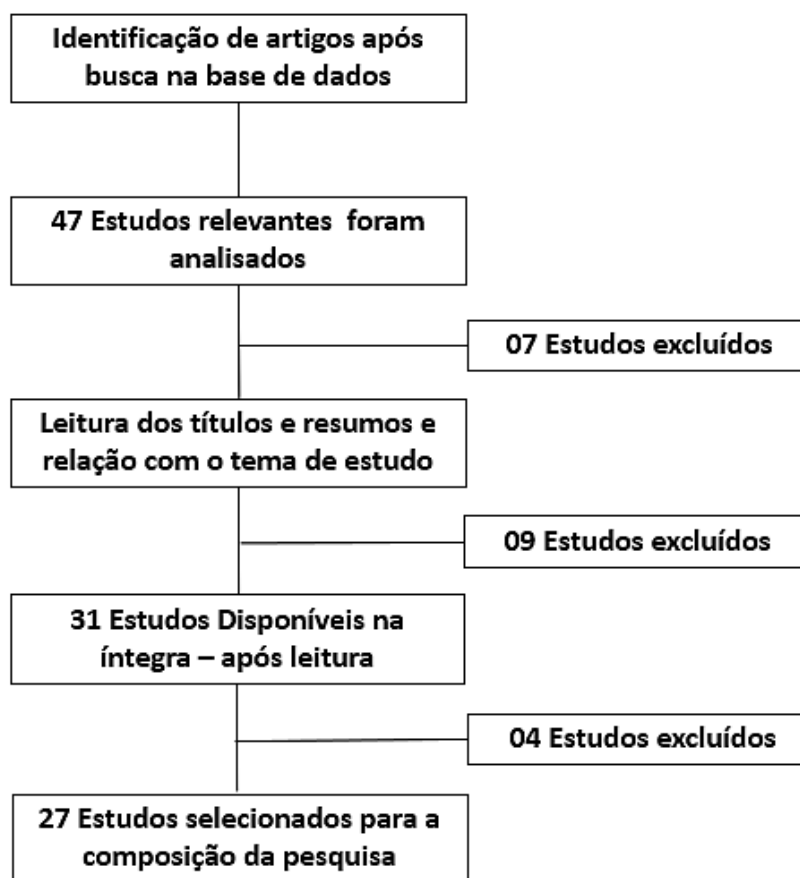 Identificação de artigos após
busca na base de dados
47 Estudos relevantes foram
analisados
07 Estudos excluídos
Leitura dos títulos e resumos e
relação com o tema de estudo
09 Estudos excluídos
31 Estudos Disponíveis na
íntegra – após leitura
04 Estudos excluídos
27 Estudos selecionados para a
composição da pesquisa